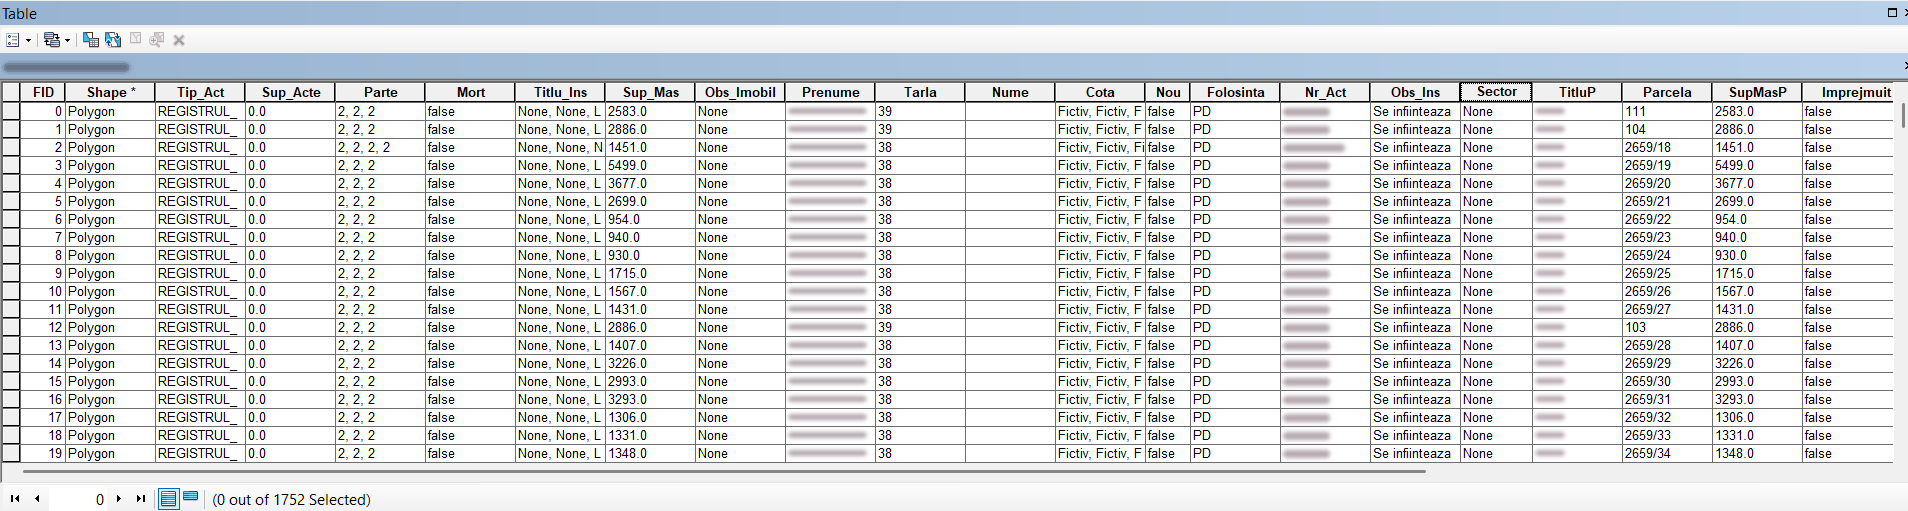 Table
FID Shape * Tip_Act Sup_Acte Parte Mort Titlu_Ins Sup_Mas Obs_Imobil Prenume Tarla Nume Cota Nou Folosinta Nr_Act Obs_Ins Sector TitluP Parcela SupMasP Imprejmuit
0 Polygon REGISTRUL_ 0.0 2, 2, 2 false None, None, L 2583.0 None 39 Fictiv, Fictiv, F false PD Se infiinteaza None 111 2583.0 false
1 Polygon REGISTRUL_ 0.0 2, 2, 2 false None, None, L 2886.0 None 39 Fictiv, Fictiv, F false PD Se infiinteaza None 104 2886.0 false
2 Polygon REGISTRUL_ 0.0 2, 2, 2, 2 false None, None, N 1451.0 None 38 Fictiv, Fictiv, Fi false PD Se infiinteaza None 2659/18 1451.0 false
3 Polygon REGISTRUL_ 0.0 2, 2, 2 false None, None, L 5499.0 None 38 Fictiv, Fictiv, F false PD Se infiinteaza None 2659/19 5499.0 false
4 Polygon REGISTRUL_ 0.0 2, 2, 2 false None, None, L 3677.0 None 38 Fictiv, Fictiv, F false PD Se infiinteaza None 2659/20 3677.0 false
5 Polygon REGISTRUL_ 0.0 2, 2, 2 false None, None, L 2699.0 None 38 Fictiv, Fictiv, F false PD Se infiinteaza None 2659/21 2699.0 false
6 Polygon REGISTRUL_ 0.0 2, 2, 2 false None, None, L 954.0 None 38 Fictiv, Fictiv, F false PD Se infiinteaza None 2659/22 954.0 false
7 Polygon REGISTRUL_ 0.0 2, 2, 2 false None, None, L 940.0 None 38 Fictiv, Fictiv, F false PD Se infiinteaza None 2659/23 940.0 false
8 Polygon REGISTRUL_ 0.0 2, 2, 2 false None, None, L 930.0 None 38 Fictiv, Fictiv, F false PD Se infiinteaza None 2659/24 930.0 false
9 Polygon REGISTRUL_ 0.0 2, 2, 2 false None, None, L 1715.0 None 38 Fictiv, Fictiv, F false PD Se infiinteaza None 2659/25 1715.0 false
10 Polygon REGISTRUL_ 0.0 2, 2, 2 false None, None, L 1567.0 None 38 Fictiv, Fictiv, F false PD Se infiinteaza None 2659/26 1567.0 false
11 Polygon REGISTRUL_ 0.0 2, 2, 2 false None, None, L 1431.0 None 38 Fictiv, Fictiv, F false PD Se infiinteaza None 2659/27 1431.0 false
12 Polygon REGISTRUL_ 0.0 2, 2, 2 false None, None, L 2886.0 None 39 Fictiv, Fictiv, F false PD Se infiinteaza None 103 2886.0 false
13 Polygon REGISTRUL_ 0.0 2, 2, 2 false None, None, L 1407.0 None 38 Fictiv, Fictiv, F false PD Se infiinteaza None 2659/28 1407.0 false
14 Polygon REGISTRUL_ 0.0 2, 2, 2 false None, None, L 3226.0 None 38 Fictiv, Fictiv, F false PD Se infiinteaza None 2659/29 3226.0 false
15 Polygon REGISTRUL_ 0.0 2, 2, 2 false None, None, L 2993.0 None 38 Fictiv, Fictiv, F false PD Se infiinteaza None 2659/30 2993.0 false
16 Polygon REGISTRUL_ 0.0 2, 2, 2 false None, None, L 3293.0 None 38 Fictiv, Fictiv, F false PD Se infiinteaza None 2659/31 3293.0 false
17 Polygon REGISTRUL_ 0.0 2, 2, 2 false None, None, L 1306.0 None 38 Fictiv, Fictiv, F false PD Se infiinteaza None 2659/32 1306.0 false
18 Polygon REGISTRUL_ 0.0 2, 2, 2 false None, None, L 1331.0 None 38 Fictiv, Fictiv, F false PD Se infiinteaza None 2659/33 1331.0 false
19 Polygon REGISTRUL_ 0.0 2, 2, 2 false None, None, L 1348.0 None 38 Fictiv, Fictiv, F false PD Se infiinteaza None 2659/34 1348.0 false
0 (0 out of 1752 Selected)